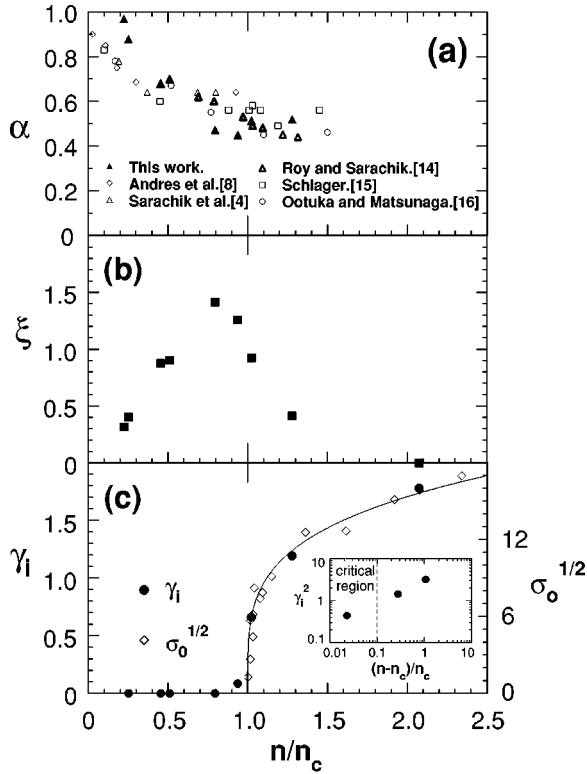 1.0
0.8
0.6
0.4
0.2
0
α
(a)
This work. Roy and Sarachik.[14]
Andres et al.[8] Schlager.[15]
Sarachik et al.[4] Ootuka and Matsunaga.[16]
1.5
1.0
0.5
0
ξ
(b)
1.5
1.0
0.5
0
γi
(c)
γi
σ0^1/2
12
6
0
σ0^1/2
10
1
0.1
γi^2
critical
region
0.01 0.1 1 10
(n-nc)/nc
0 0.5 1.0 1.5 2.0 2.5
n/nc